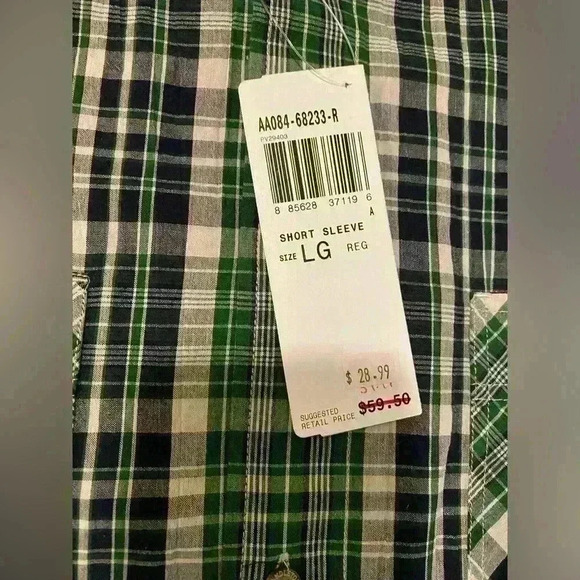 AA084-68233-R
PV29403
8 85628 37119 6
A
SHORT SLEEVE
SIZE LG REG
$ 28.99
SUGGESTED
RETAIL PRICE $59.50